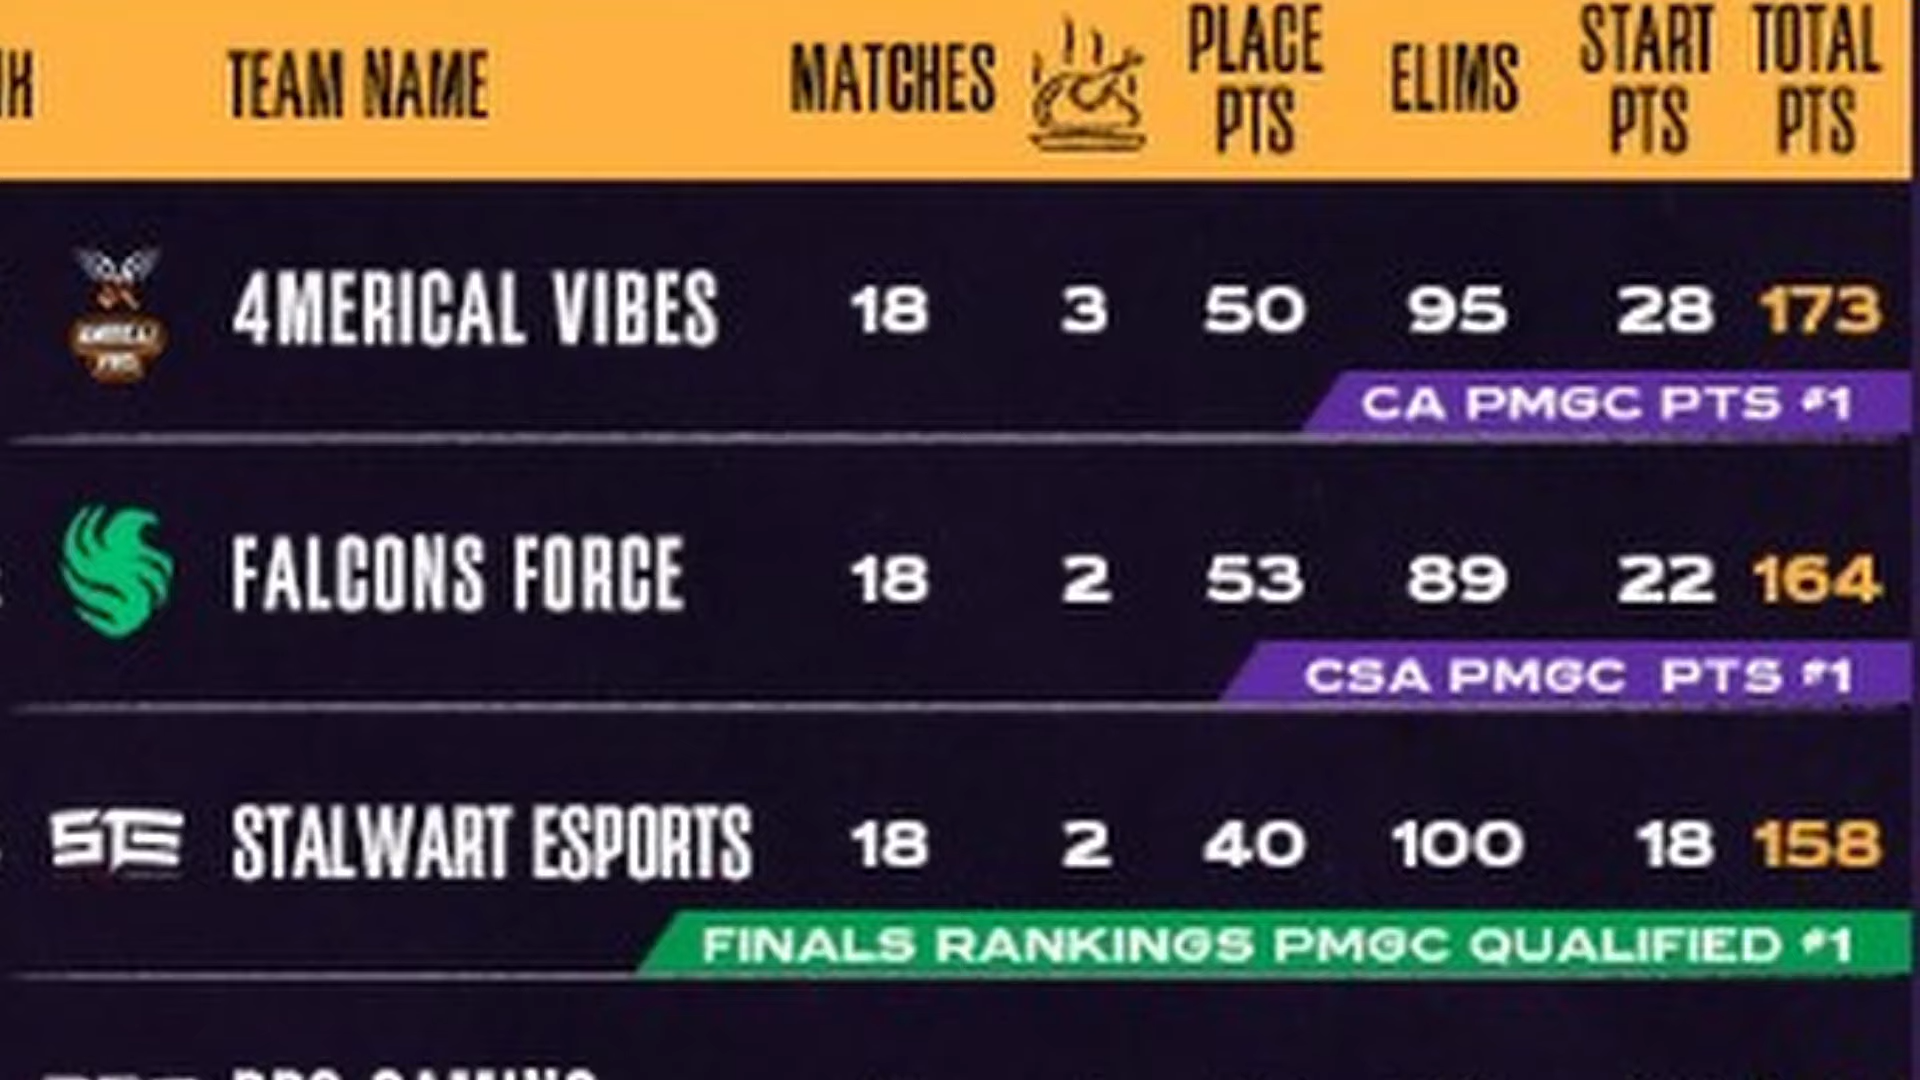 TEAM NAME MATCHES PLACE PTS ELIMS START PTS TOTAL PTS
4MERICAL VIBES 18 3 50 95 28 173
CA PMGC PTS #1
FALCONS FORCE 18 2 53 89 22 164
CSA PMGC PTS #1
STE
STALWART ESPORTS 18 2 40 100 18 158
FINALS RANKINGS PMGC QUALIFIED #1